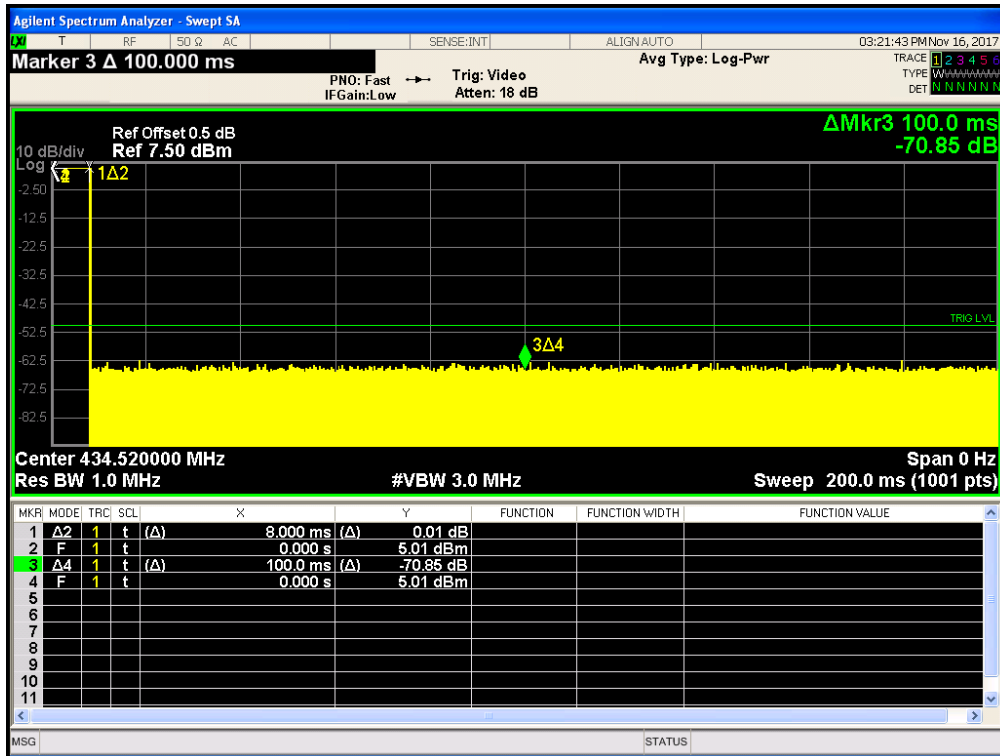 Agilent Spectrum Analyzer - Swept SA
LXI T RF 50 Ω AC SENSE:INT ALIGN AUTO 03:21:43 PM Nov 16, 2017
Marker 3 Δ 100.000 ms
PNO: Fast
IFGain:Low
Trig: Video
Atten: 18 dB
Avg Type: Log-Pwr
TRACE 1 2 3 4 5 6
TYPE W
DET N N N N N N
ΔMkr3 100.0 ms
-70.85 dB
Ref Offset 0.5 dB
10 dB/div Ref 7.50 dBm
Log
1Δ2
-2.50
-12.5
-22.5
-32.5
-42.5
TRIG LVL
-52.5
3Δ4
-62.5
-72.5
-82.5
Center 434.520000 MHz Span 0 Hz
Res BW 1.0 MHz #VBW 3.0 MHz Sweep 200.0 ms (1001 pts)
MKR MODE TRC SCL X Y FUNCTION FUNCTION WIDTH FUNCTION VALUE
1 Δ2 1 t (Δ) 8.000 ms (Δ) 0.01 dB
2 F 1 t 0.000 s 5.01 dBm
3 Δ4 1 t (Δ) 100.0 ms (Δ) -70.85 dB
4 F 1 t 0.000 s 5.01 dBm
5
6
7
8
9
10
11
MSG STATUS